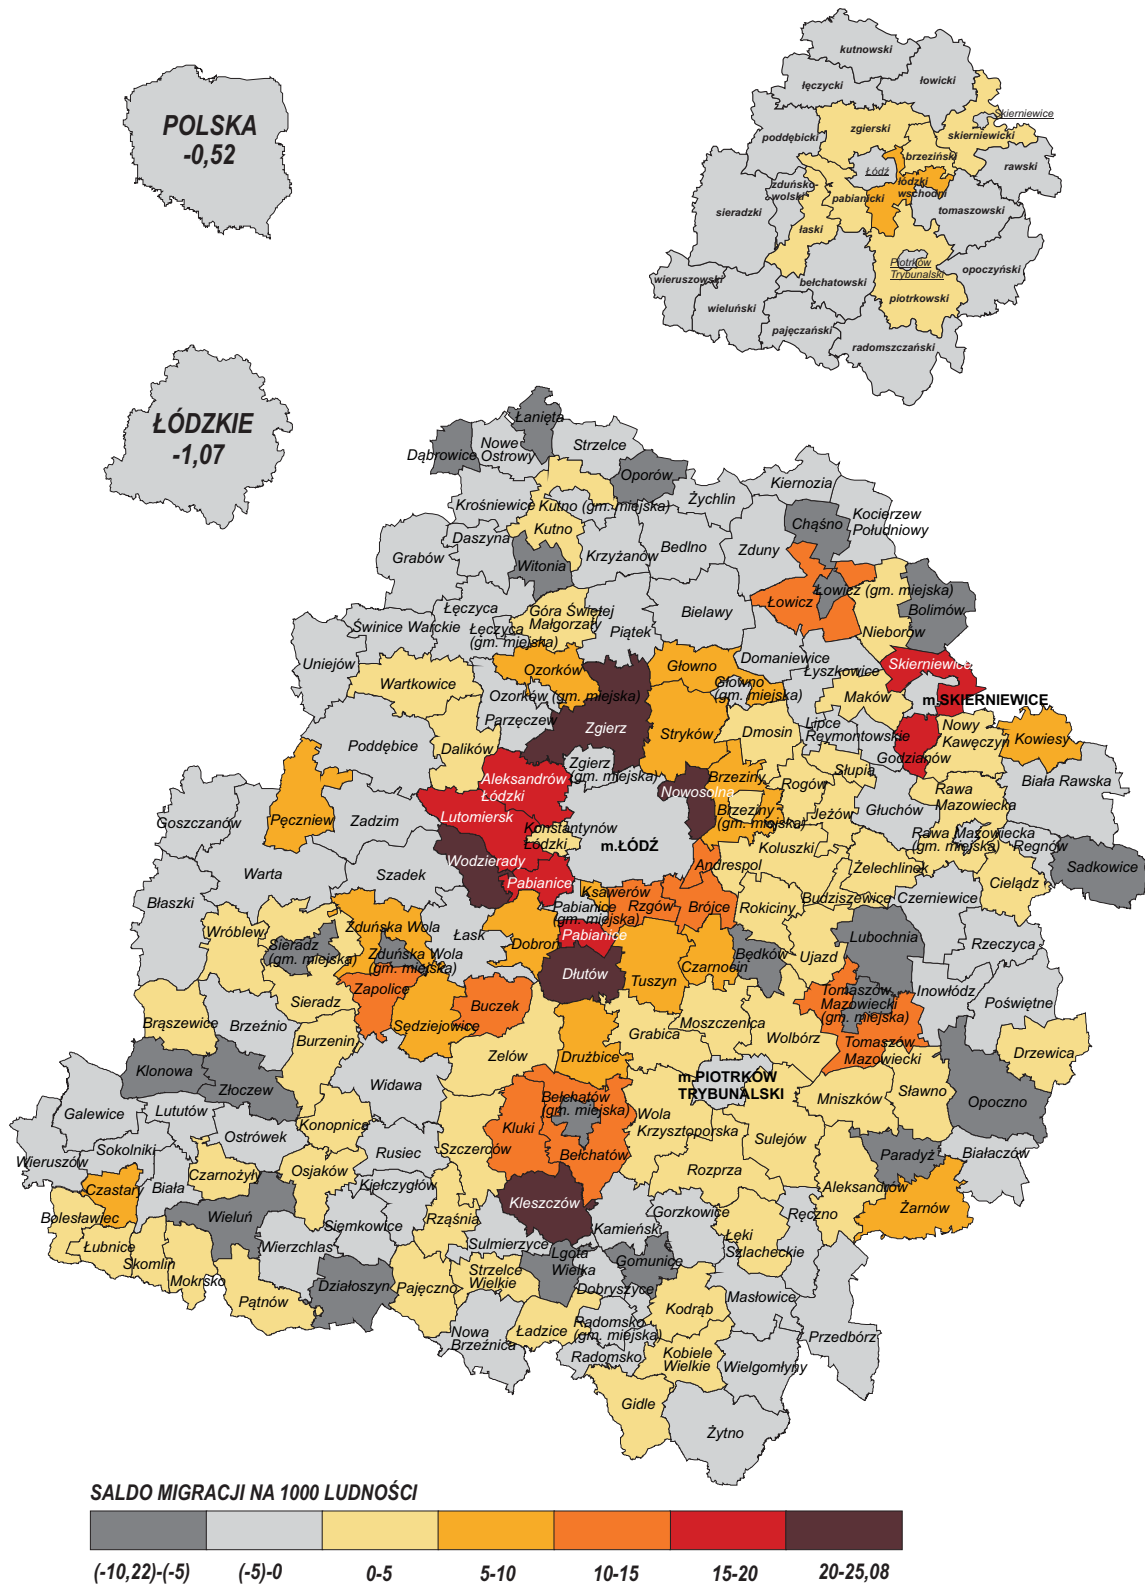 POLSKA
-0,52
kutnowski
łowicki
łęczycki
Skierniewice
zgierski
skierniewicki
poddębicki
brzeziński
rawski
Łódź
łódzki
wschodni
zduńsko-
wolski
pabianicki
sieradzki
tomaszowski
łaski
Piotrków
Trybunalski
opoczyński
wieruszowski
bełchatowski
piotrkowski
wieluński
pajęczański
radomszczański
ŁÓDZKIE
-1,07
Łanięta
Nowe
Ostrowy
Strzelce
Dąbrowice
Oporów
Kiernozia
Żychlin
Krośniewice
Kutno (gm. miejska)
Kocierzew
Południowy
Chąśno
Kutno
Daszyna
Bedlno
Zduny
Krzyżanów
Grabów
Witonia
Łowicz (gm. miejska)
Łowicz
Łęczyca
Góra Świętej
Małgorzaty
Bielawy
Bolimów
Świnice Warckie
Łęczyca
(gm. miejska)
Piątek
Nieborów
Uniejów
Domaniewice
Skierniewice
Ozorków
Głowno
Łyszkowice
Wartkowice
Głowno
(gm. miejska)
Maków
Ozorków (gm. miejska)
m.SKIERNIEWICE
Parzęczew
Zgierz
Stryków
Dmosin
Lipce
Reymontowskie
Nowy
Kawęczyn
Kowiesy
Poddębice
Dalików
Godzianów
Zgierz
(gm. miejska)
Słupia
Aleksandrów
Łódzki
Brzeziny
Rogów
Biała Rawska
Nowosolna
Rawa
Mazowiecka
Goszczanów
Pęczniew
Zadzim
Lutomiersk
Brzeziny
(gm. miejska)
Jeżów
Głuchów
Konstantynów
Łódzki
m.ŁÓDŹ
Koluszki
Rawa Mazowiecka
(gm. miejska)
Regnów
Wodzierady
Andrespol
Żelechlinek
Sadkowice
Warta
Szadek
Pabianice
Cielądz
Błaszki
Ksawerów
Rzgów
Brójce
Rokiciny
Budziszewice
Czerniewice
Pabianice
(gm. miejska)
Wróblew
Zduńska Wola
Łask
Dobroń
Pabianice
Lubochnia
Sieradz
(gm. miejska)
Zduńska Wola
(gm. miejska)
Czarnocin
Będków
Ujazd
Rzeczyca
Zapolice
Dłutów
Tuszyn
Tomaszów
Mazowiecki
(gm. miejska)
Inowłódz
Sieradz
Buczek
Poświętne
Brąszewice
Brzeźnio
Sędziejowice
Moszczenica
Grabica
Wolbórz
Tomaszów
Mazowiecki
Burzenin
Zelów
Drużbice
Drzewica
Klonowa
Złoczew
Widawa
m.PIOTRKÓW
TRYBUNALSKI
Sławno
Bełchatów
(gm. miejska)
Mniszków
Opoczno
Galewice
Lututów
Konopnica
Wola
Krzysztoporska
Kluki
Ostrówek
Sulejów
Szczerców
Sokolniki
Rusiec
Bełchatów
Paradyż
Białaczów
Wieruszów
Czarnożyły
Osjaków
Rozprza
Czastary
Biała
Kiełczygłów
Kleszczów
Aleksandrów
Żarnów
Bolesławiec
Wieluń
Rząśnia
Gorzkowice
Ręczno
Siemkowice
Kamieńsk
Łęki
Szlacheckie
Łubnice
Wierzchlas
Sulmierzyce
Skomlin
Lgota
Wielka
Gomunice
Mokrsko
Działoszyn
Pajęczno
Strzelce
Wielkie
Dobryszyce
Masłowice
Pątnów
Kodrąb
Nowa
Brzeźnica
Ładzice
Radomsko
(gm. miejska)
Przedbórz
Radomsko
Kobiele
Wielkie
Wielgomłyny
Gidle
Żytno
SALDO MIGRACJI NA 1000 LUDNOŚCI
(-10,22)-(-5)
(-5)-0
0-5
5-10
10-15
15-20
20-25,08